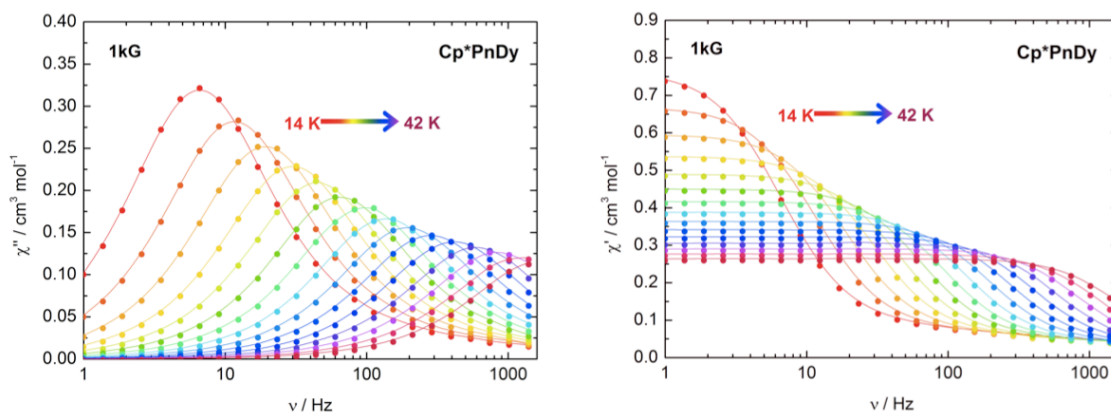 0.40
0.35
0.30
0.25
0.20
0.15
0.10
0.05
0.00
χ'' / cm³ mol⁻¹
1kG
Cp*PnDy
14 K
42 K
1
10
100
1000
ν / Hz
0.9
0.8
0.7
0.6
0.5
0.4
0.3
0.2
0.1
0.0
χ' / cm³ mol⁻¹
1kG
Cp*PnDy
14 K
42 K
1
10
100
1000
ν / Hz